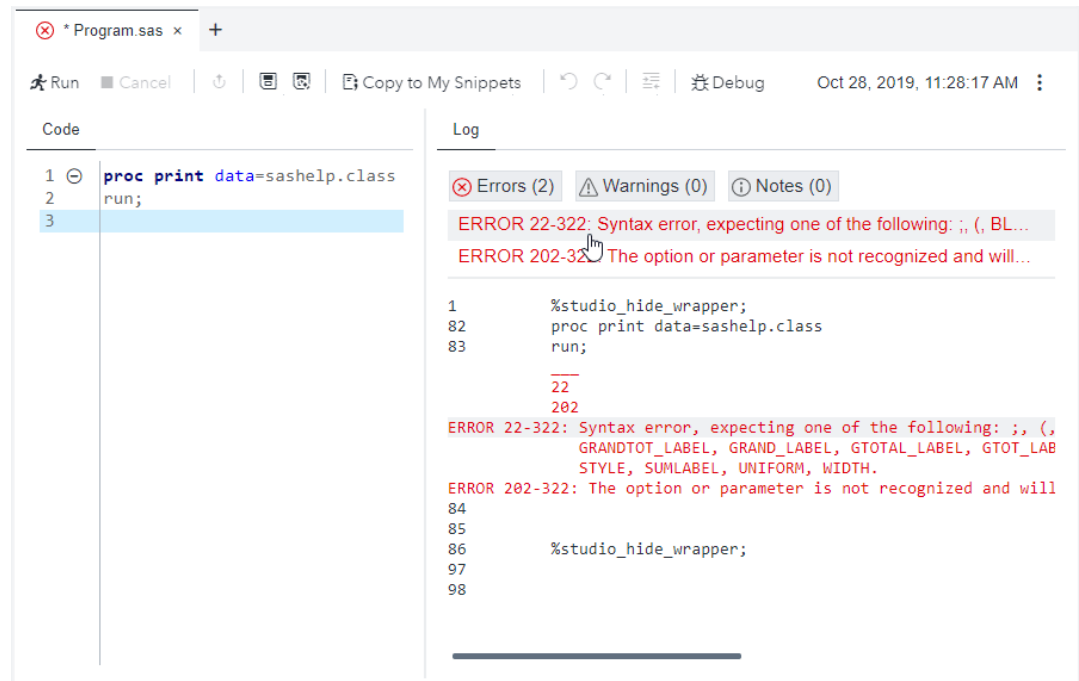 * Program.sas × +
Run Cancel Copy to My Snippets Debug Oct 28, 2019, 11:28:17 AM
Code
1 proc print data=sashelp.class
2 run;
3
Log
Errors (2) Warnings (0) Notes (0)
ERROR 22-322: Syntax error, expecting one of the following: ;, (, BL...
ERROR 202-322: The option or parameter is not recognized and will...
1 %studio_hide_wrapper;
82 proc print data=sashelp.class
83 run;
___
22
202
ERROR 22-322: Syntax error, expecting one of the following: ;, (,
GRANDTOT_LABEL, GRAND_LABEL, GTOTAL_LABEL, GTOT_LAB
STYLE, SUMLABEL, UNIFORM, WIDTH.
ERROR 202-322: The option or parameter is not recognized and will
84
85
86 %studio_hide_wrapper;
97
98